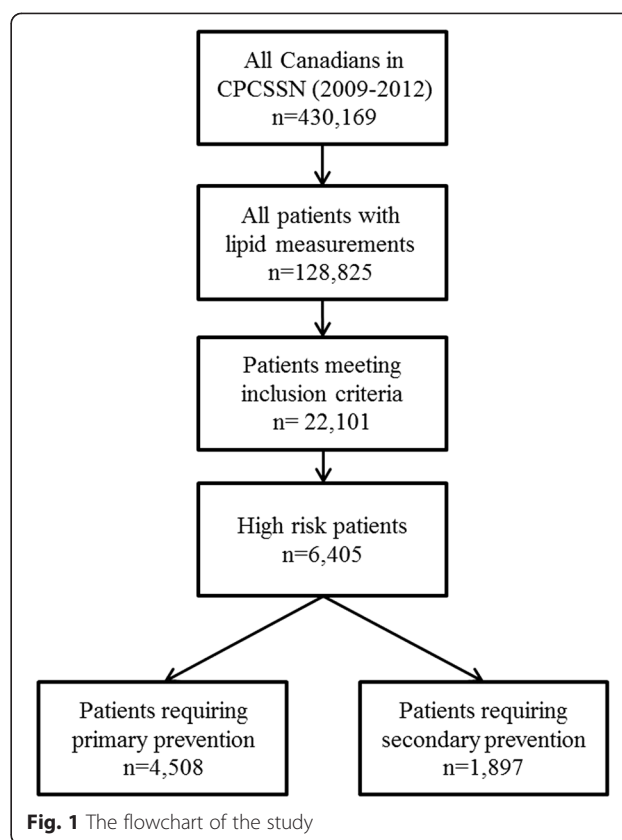 All Canadians in
CPCSSN (2009-2012)
n=430,169
All patients with
lipid measurements
n=128,825
Patients meeting
inclusion criteria
n= 22,101
High risk patients
n=6,405
Patients requiring
primary prevention
n=4,508
Patients requiring
secondary prevention
n=1,897
Fig. 1 The flowchart of the study